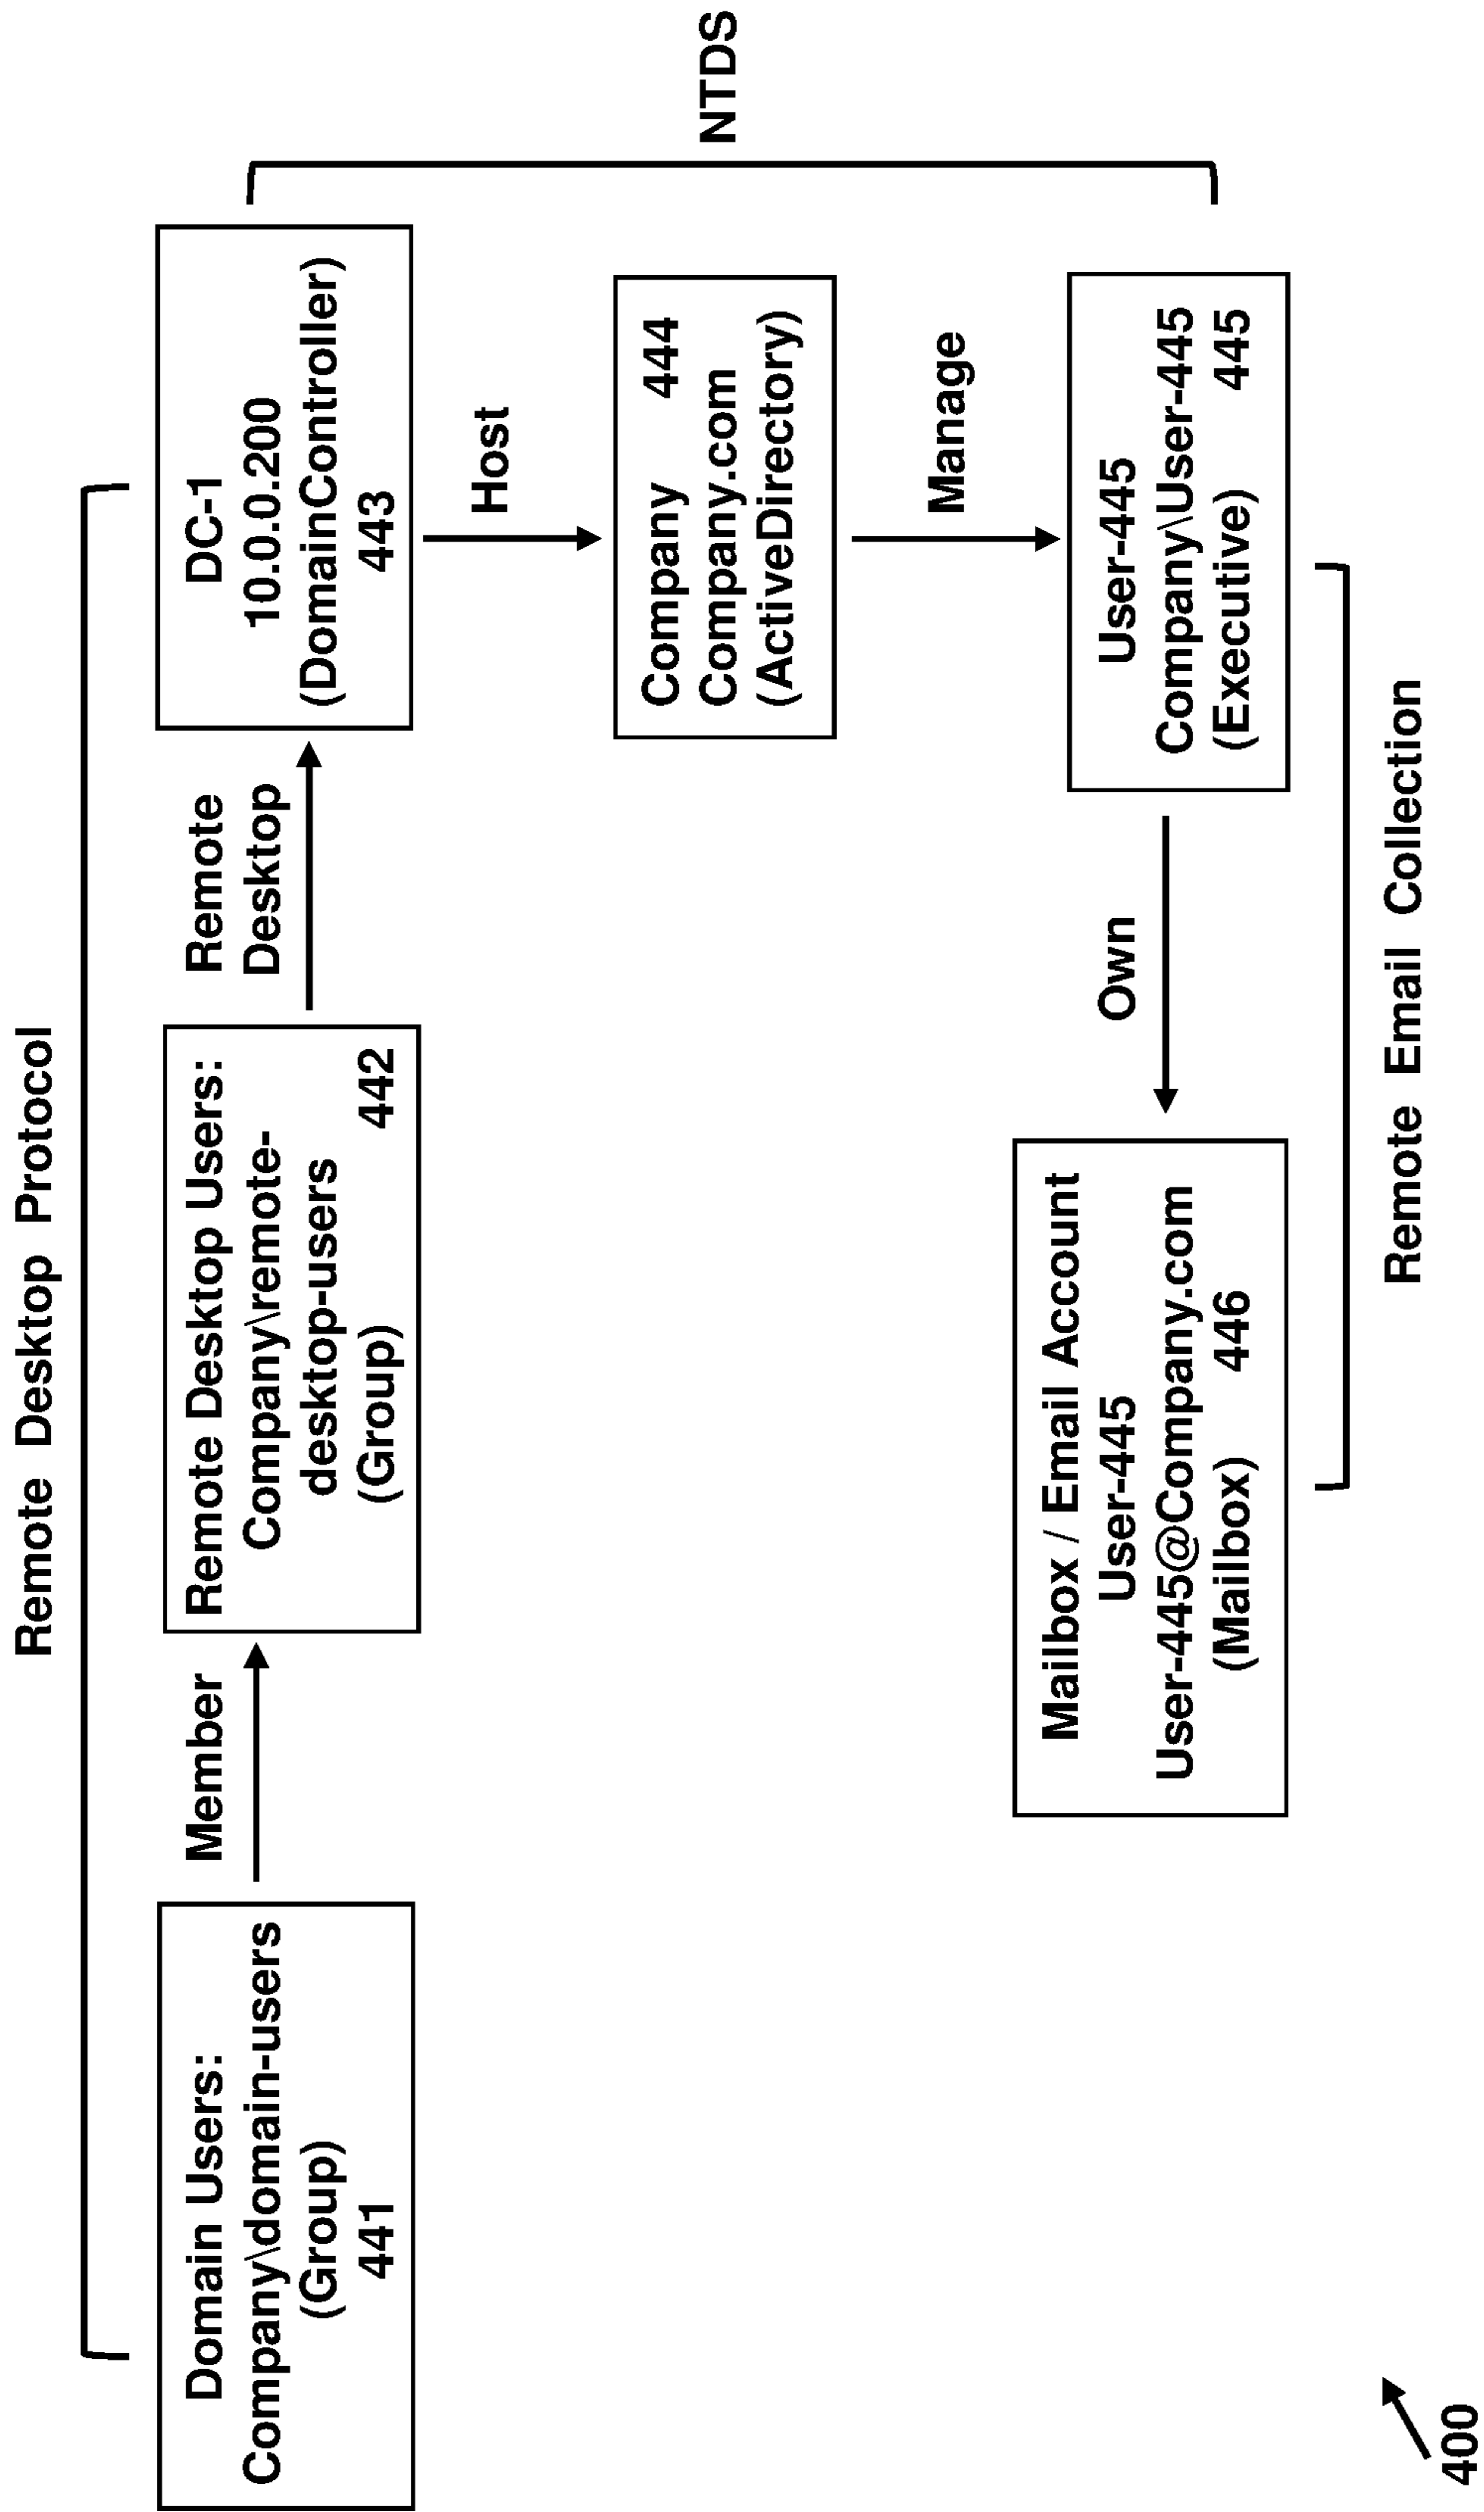 Remote Desktop Protocol
Domain Users:
Company\domain-users
(Group)
441
Member
Remote Desktop Users:
Company\remote-
desktop-users
(Group) 442
Remote
Desktop
DC-1
10.0.0.200
(DomainController)
443
Host
Company 444
Company.com
(ActiveDirectory)
NTDS
Manage
User-445
Company\User-445
(Executive) 445
Own
Mailbox / Email Account
User-445
User-445@Company.com
(Mailbox) 446
Remote Email Collection
400